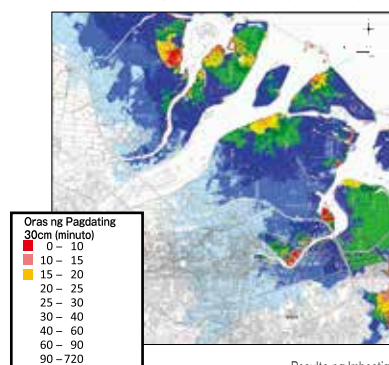 Oras ng Pagdating
30cm (minuto)
0 – 10
10 – 15
15 – 20
20 – 25
25 – 30
30 – 40
40 – 60
60 – 90
90 –720